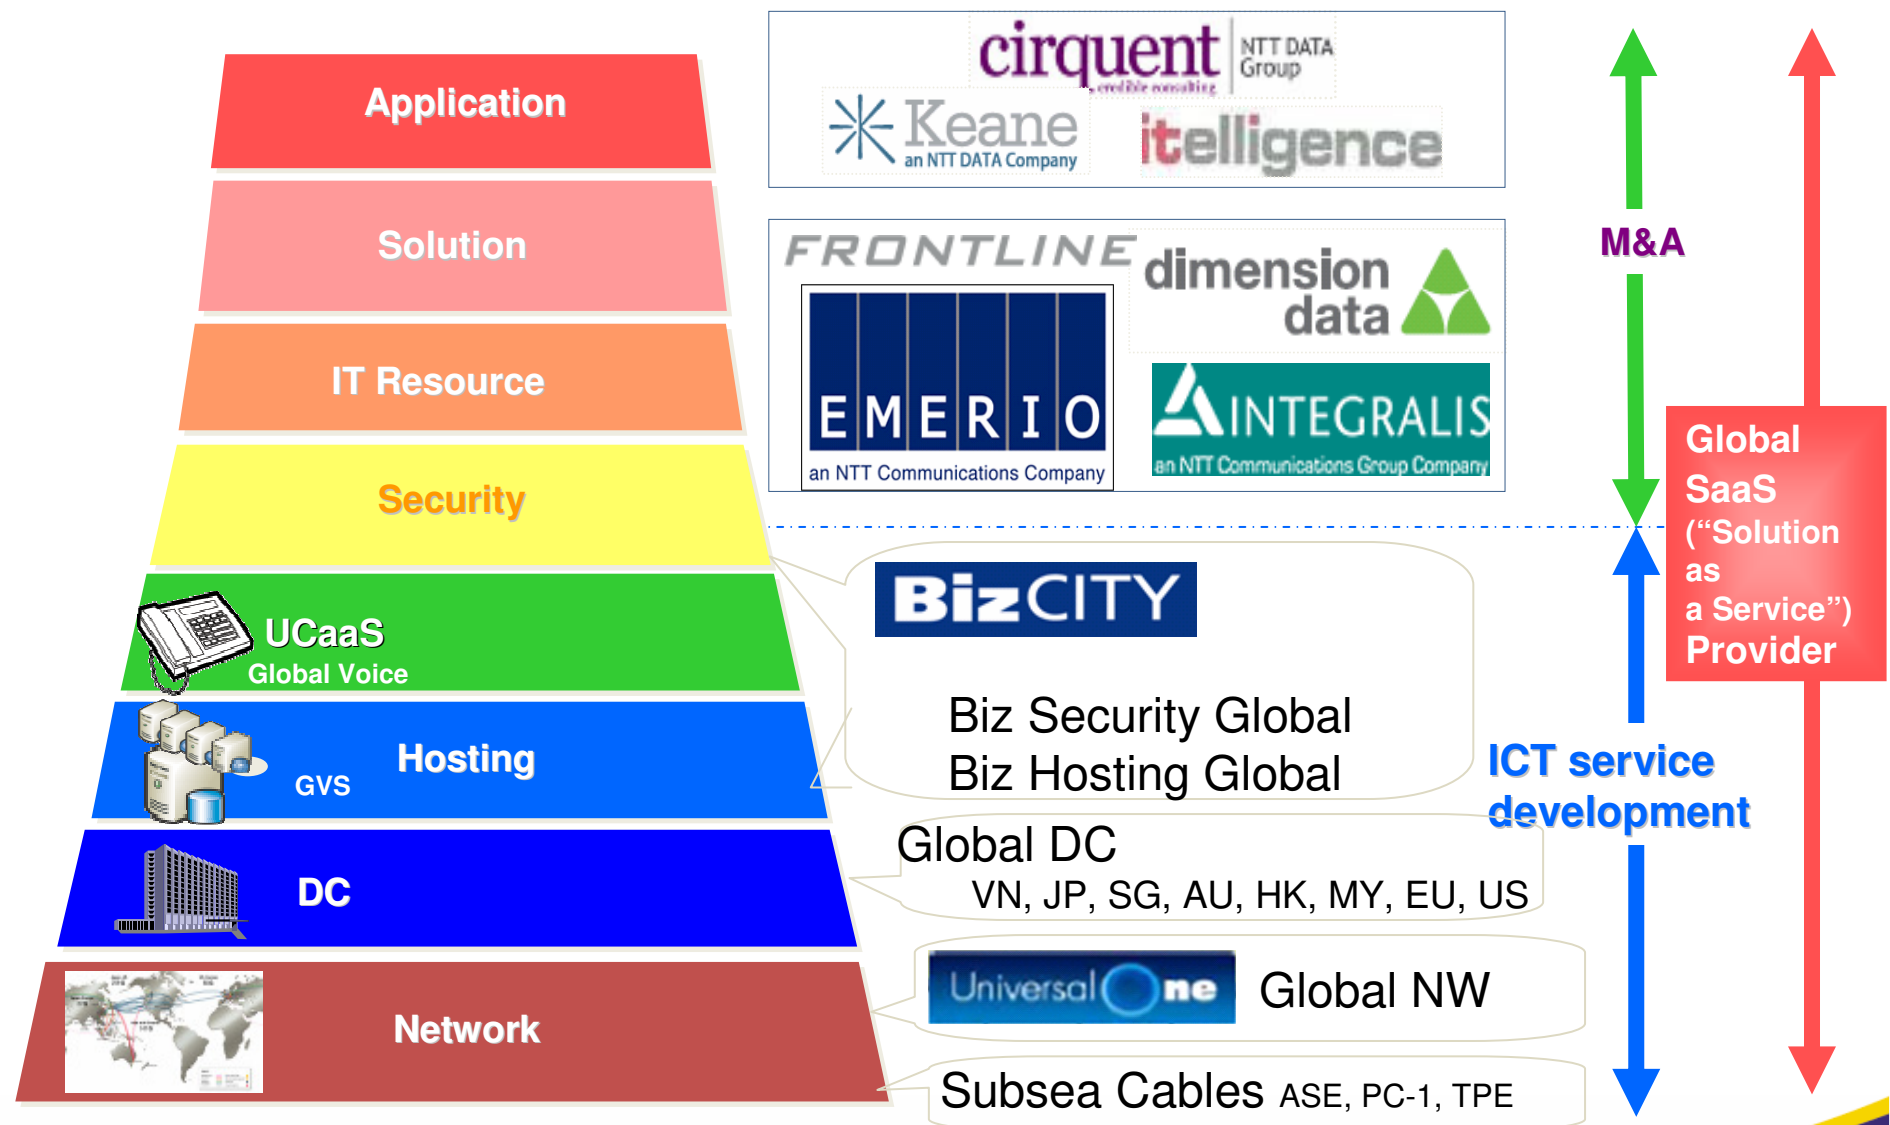 Application
Solution
IT Resource
Security
UCaaS
Global Voice
Hosting
GVS
DC
Network
cirquent
credible consulting
NTT DATA
Group
Keane
an NTT DATA Company
itelligence
FRONTLINE
dimension
data
EMERIO
an NTT Communications Company
INTEGRALIS
an NTT Communications Group Company
BizCITY
Biz Security Global
Biz Hosting Global
Global DC
VN, JP, SG, AU, HK, MY, EU, US
UniversalOne
Global NW
Subsea Cables ASE, PC-1, TPE
M&A
ICT service
development
Global
SaaS
(“Solution
as
a Service”)
Provider